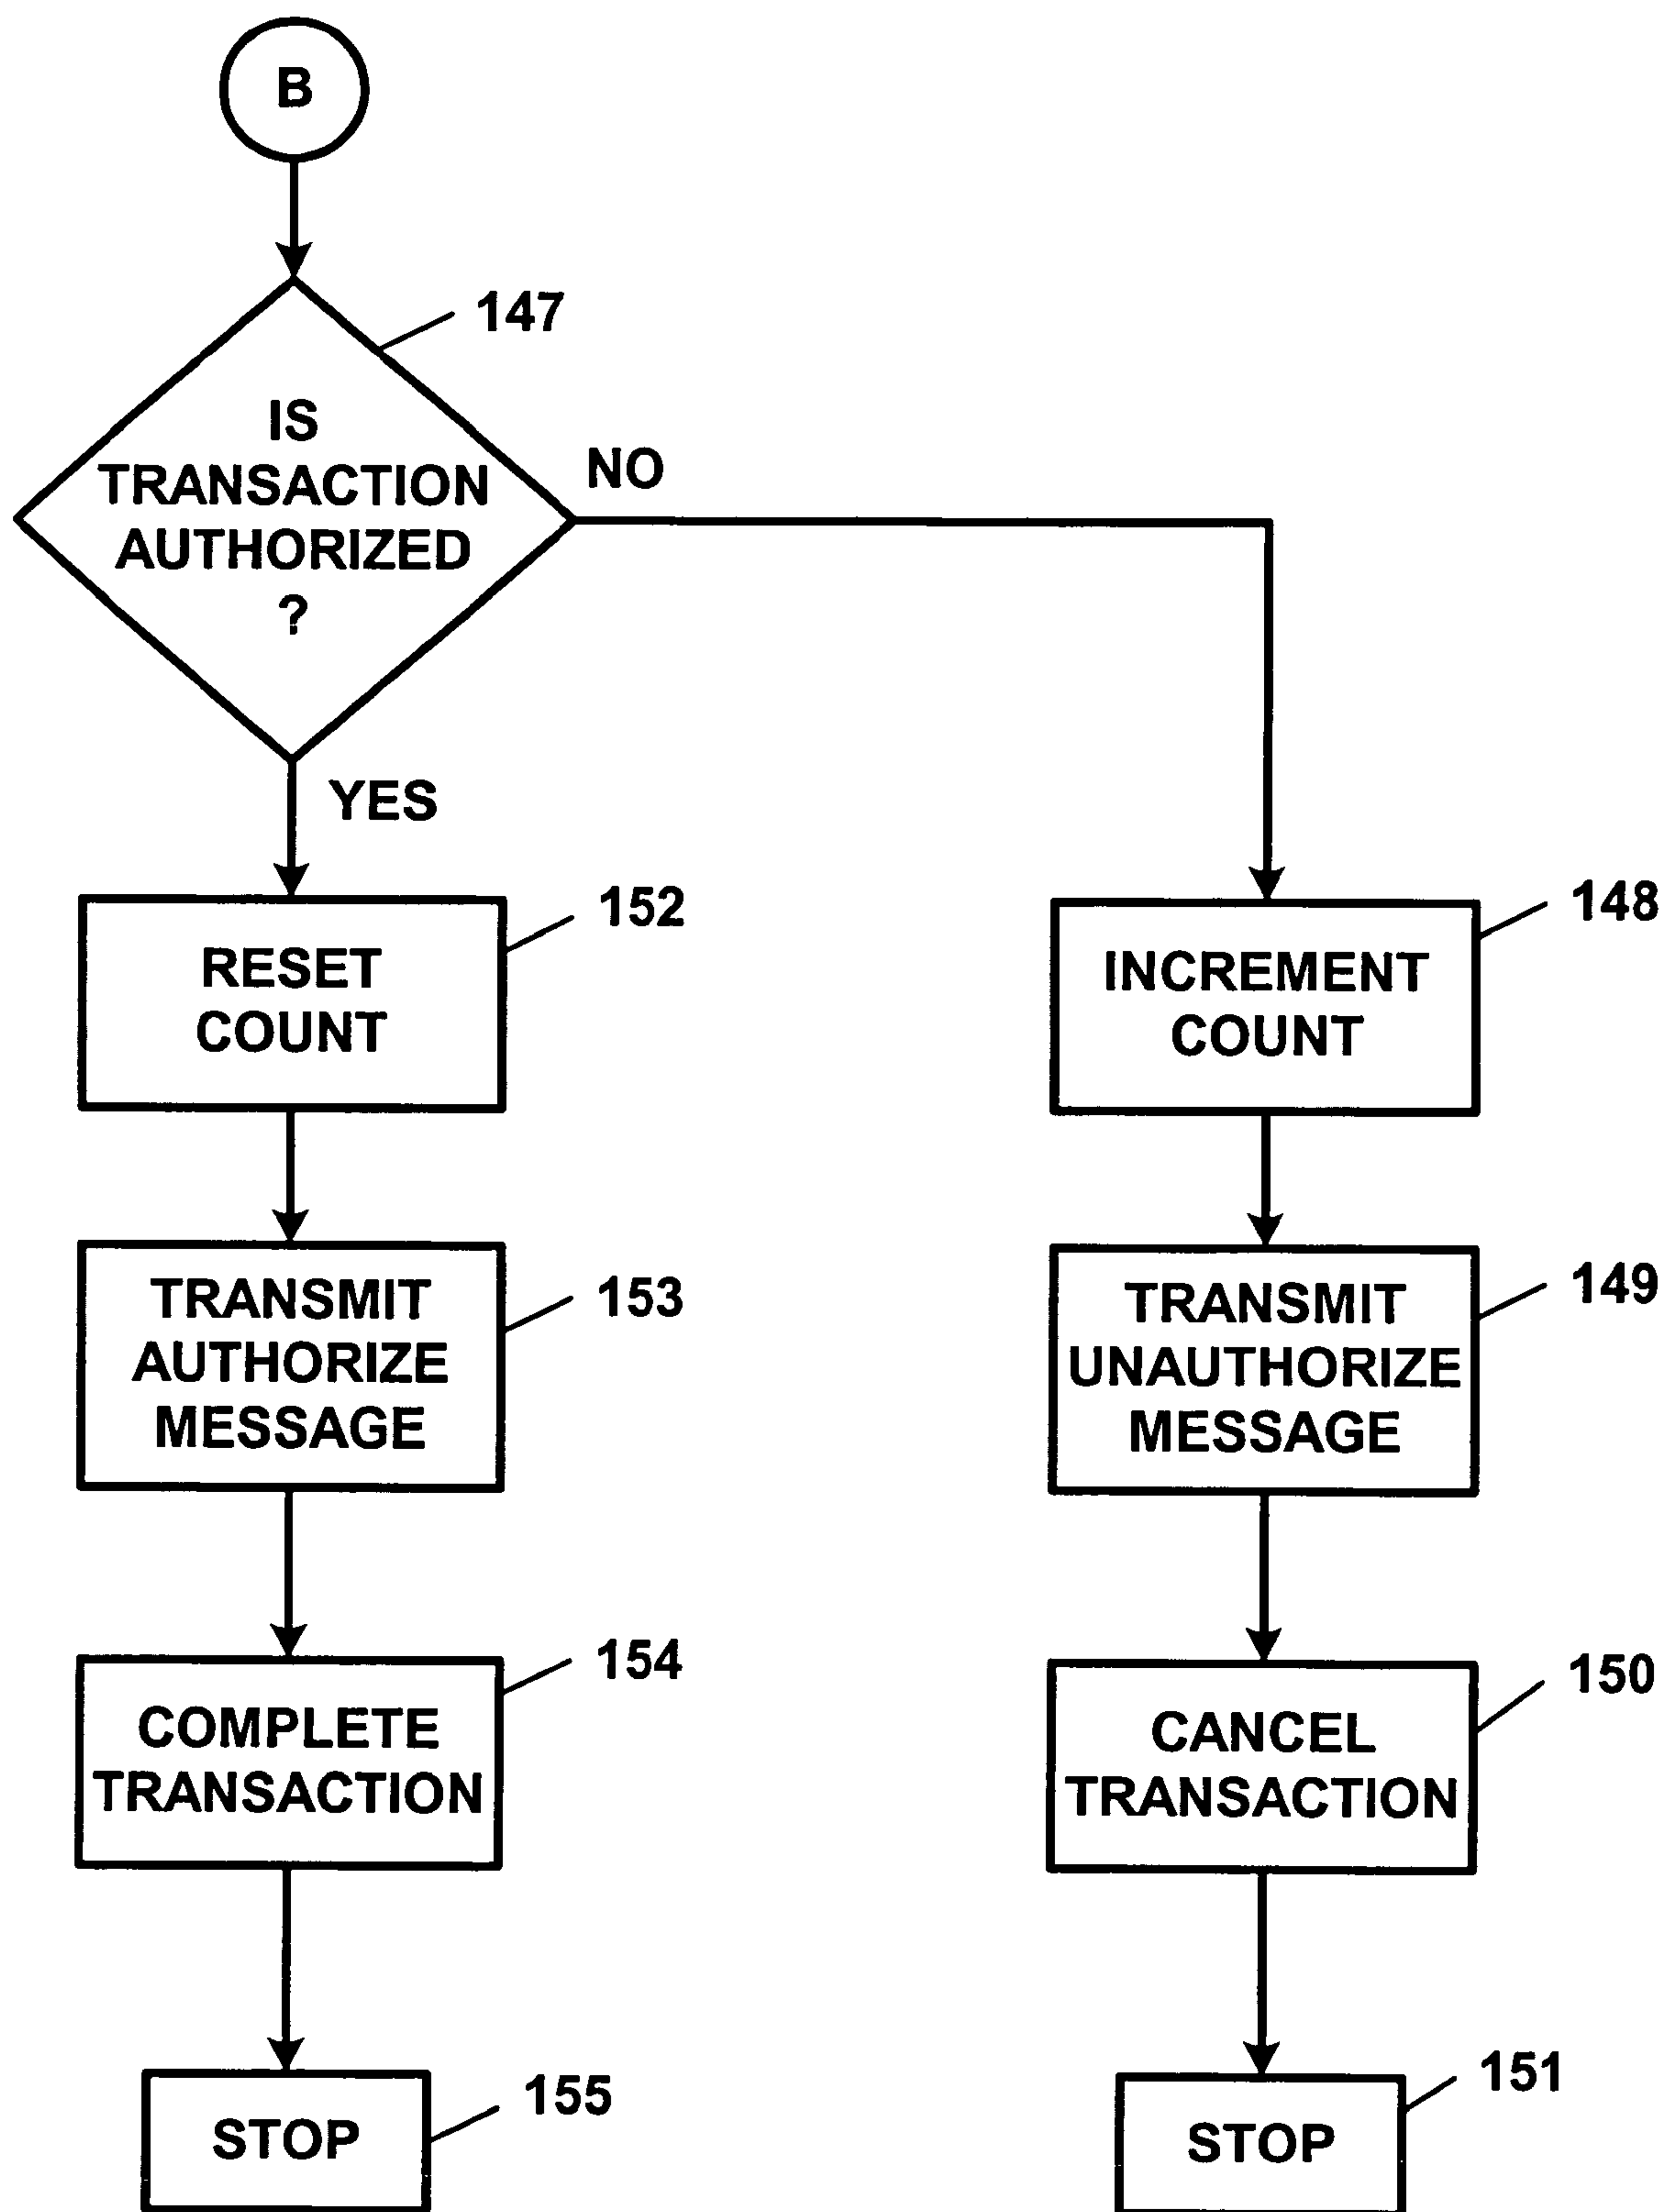 B
147
IS
TRANSACTION
AUTHORIZED
?
NO
YES
152
RESET
COUNT
153
TRANSMIT
AUTHORIZE
MESSAGE
154
COMPLETE
TRANSACTION
155
STOP
148
INCREMENT
COUNT
149
TRANSMIT
UNAUTHORIZE
MESSAGE
150
CANCEL
TRANSACTION
151
STOP